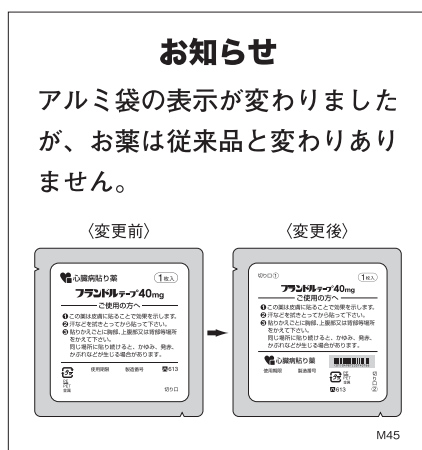 お知らせ
アルミ袋の表示が変わりました
が、お薬は従来品と変わりあり
ません。
〈変更前〉
心臓病貼り薬
1枚入
フランドルテープ40mg
ご使用の方へ
❶この薬は皮膚に貼ることで効果を示します。
❷汗などを拭きとってから貼って下さい。
❸貼りかえごとに胸部、上腹部又は背部等場所
をかえて下さい。
同じ場所に貼り続けると、かゆみ、発赤、
かぶれなどが生じる場合があります。
使用期限 製造番号
613
切り口
〈変更後〉
切り口①
1枚入
フランドルテープ40mg
ご使用の方へ
❶この薬は皮膚に貼ることで効果を示します。
❷汗などを拭きとってから貼って下さい。
❸貼りかえごとに胸部、上腹部又は背部等場所
をかえて下さい。
同じ場所に貼り続けると、かゆみ、発赤、
かぶれなどが生じる場合があります。
心臓病貼り薬
使用期限 製造番号
613
切り口②
M45